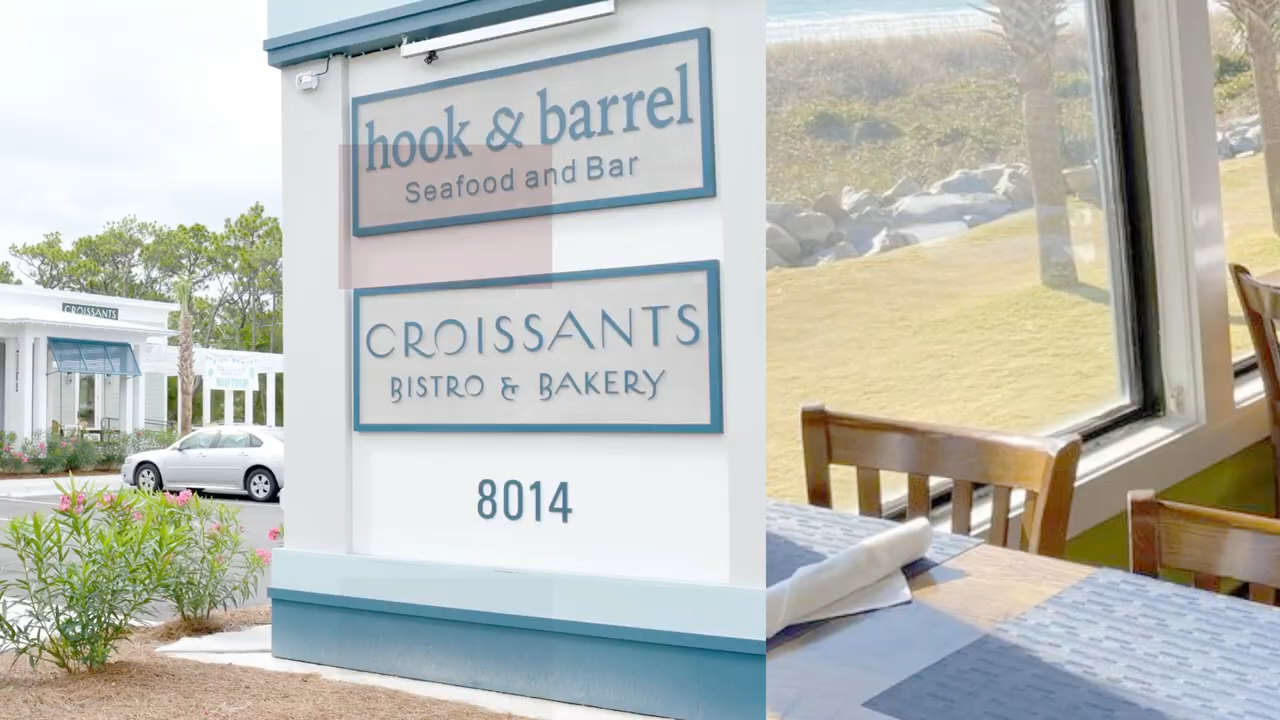 hook & barrel
Seafood and Bar
CROISSANTS
BISTRO & BAKERY
8014
CROISSANTS